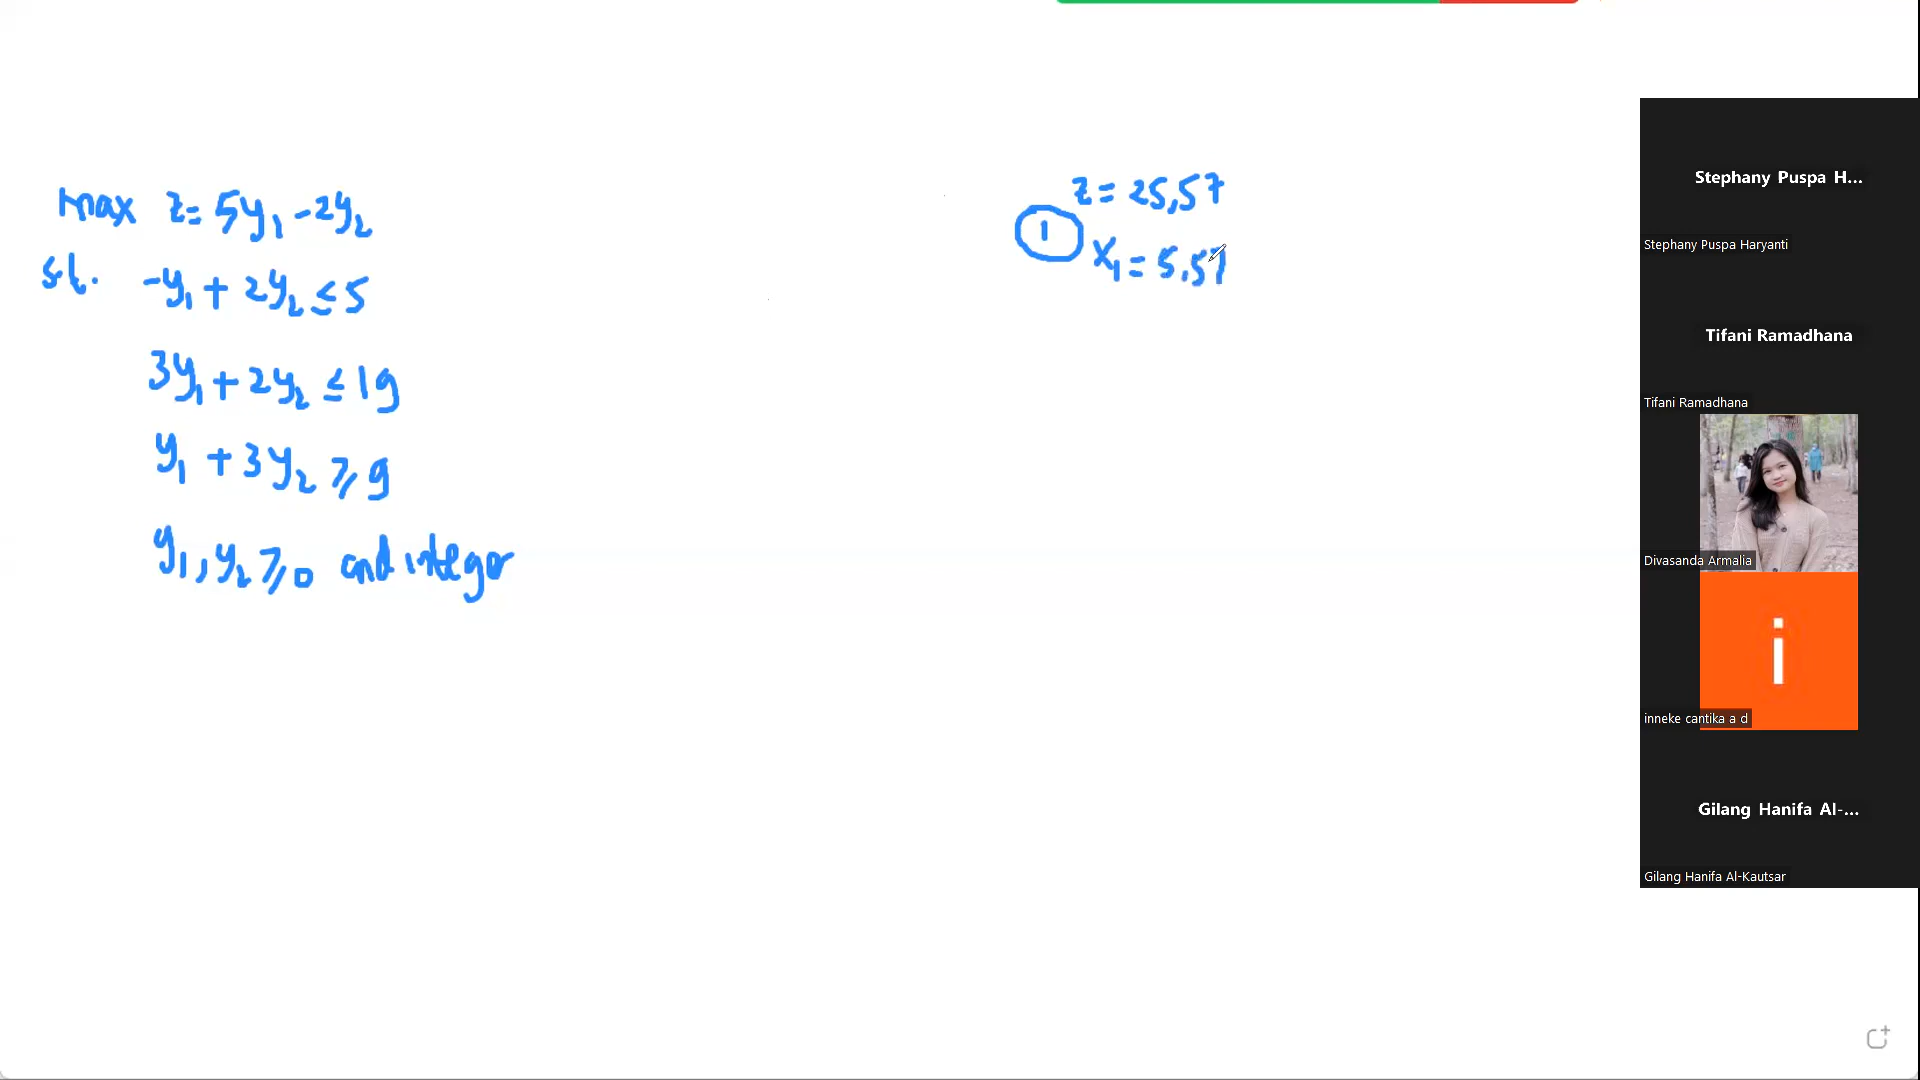 max z = 5y₁ - 2y₂
st. -y₁ + 2y₂ ≤ 5
3y₁ + 2y₂ ≤ 19
y₁ + 3y₂ ≥ 9
y₁, y₂ ≥ 0 and integer
z = 25,57
1
x₁ = 5,57
Stephany Puspa H...
Stephany Puspa Haryanti
Tifani Ramadhana
Tifani Ramadhana
Divasanda Armalia
i
inneke cantika a d
Gilang Hanifa Al-...
Gilang Hanifa Al-Kautsar